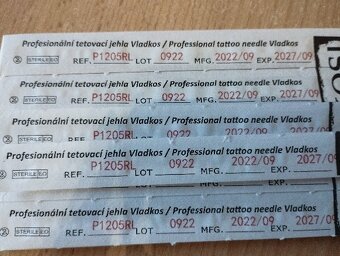 Profesionální tetovací jehla Vladkos / Professional tattoo needle Vladkos
STERILE EO REF. P1205RL LOT 0922 MFG. 2022/09 EXP. 2027/09
Profesionální tetovací jehla Vladkos / Professional tattoo needle Vladkos
STERILE EO REF. P1205RL LOT 0922 MFG. 2022/09 EXP. 2027/09
Profesionální tetovací jehla Vladkos / Professional tattoo needle Vladkos
STERILE EO P1205RL 0922 2022/09 2027/09
Profesionální tetovací jehla Vladkos / Professional tattoo needle Vladkos
STERILE EO REF. P1205RL LOT 0922 MFG. 2022/09 EXP. 2027/09
Profesionální tetovací jehla Vladkos / Professional tattoo needle Vladkos
STERILE EO REF. P1205RL LOT 0922 MFG. 2022/09 EXP. 2027/09